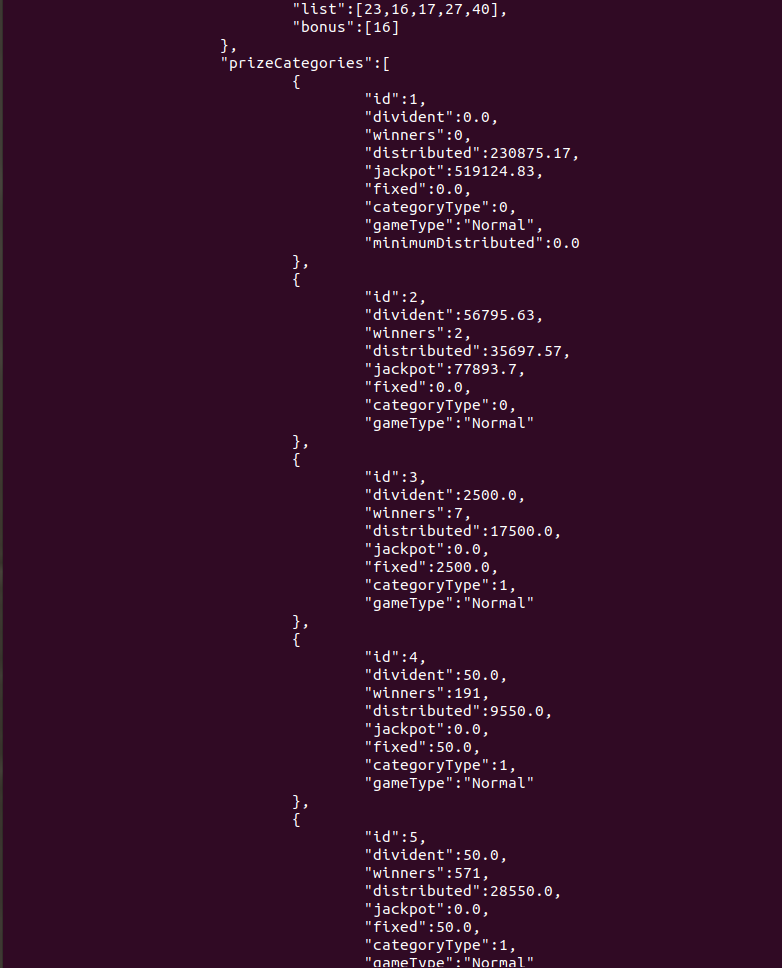 "list":[23,16,17,27,40],
"bonus":[16]
},
"prizeCategories":[
{
"id":1,
"divident":0.0,
"winners":0,
"distributed":230875.17,
"jackpot":519124.83,
"fixed":0.0,
"categoryType":0,
"gameType":"Normal",
"minimumDistributed":0.0
},
{
"id":2,
"divident":56795.63,
"winners":2,
"distributed":35697.57,
"jackpot":77893.7,
"fixed":0.0,
"categoryType":0,
"gameType":"Normal"
},
{
"id":3,
"divident":2500.0,
"winners":7,
"distributed":17500.0,
"jackpot":0.0,
"fixed":2500.0,
"categoryType":1,
"gameType":"Normal"
},
{
"id":4,
"divident":50.0,
"winners":191,
"distributed":9550.0,
"jackpot":0.0,
"fixed":50.0,
"categoryType":1,
"gameType":"Normal"
},
{
"id":5,
"divident":50.0,
"winners":571,
"distributed":28550.0,
"jackpot":0.0,
"fixed":50.0,
"categoryType":1,
"gameType":"Normal"